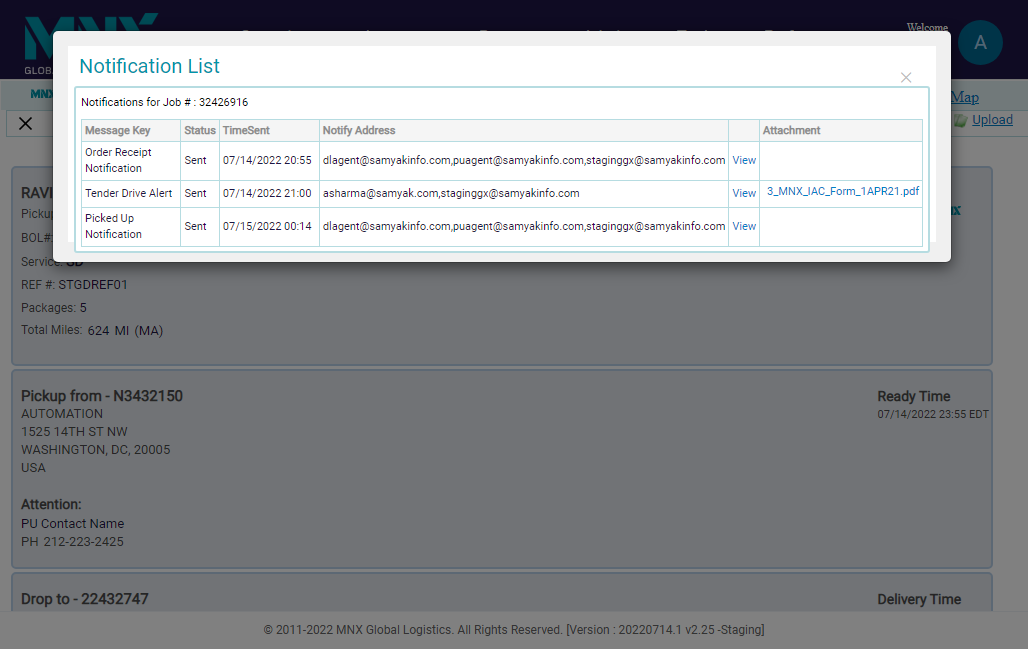 MNX
GLOBA
Welcome
A
Notification List
×
Notifications for Job # : 32426916
Message Key Status TimeSent Notify Address Attachment
Order Receipt
Notification
Sent 07/14/2022 20:55 dlagent@samyakinfo.com,puagent@samyakinfo.com,staginggx@samyakinfo.com View
Tender Drive Alert Sent 07/14/2022 21:00 asharma@samyak.com,staginggx@samyakinfo.com View 3_MNX_IAC_Form_1APR21.pdf
Picked Up
Notification
Sent 07/15/2022 00:14 dlagent@samyakinfo.com,puagent@samyakinfo.com,staginggx@samyakinfo.com View
MNX
Map
Upload
RAVI
Pickup
BOL#:
Service: SD
REF #: STGDREF01
Packages: 5
Total Miles: 624 MI (MA)
Pickup from - N3432150
AUTOMATION
1525 14TH ST NW
WASHINGTON, DC, 20005
USA
Attention:
PU Contact Name
PH 212-223-2425
Ready Time
07/14/2022 23:55 EDT
Drop to - 22432747
Delivery Time
© 2011-2022 MNX Global Logistics. All Rights Reserved. [Version : 20220714.1 v2.25 -Staging]